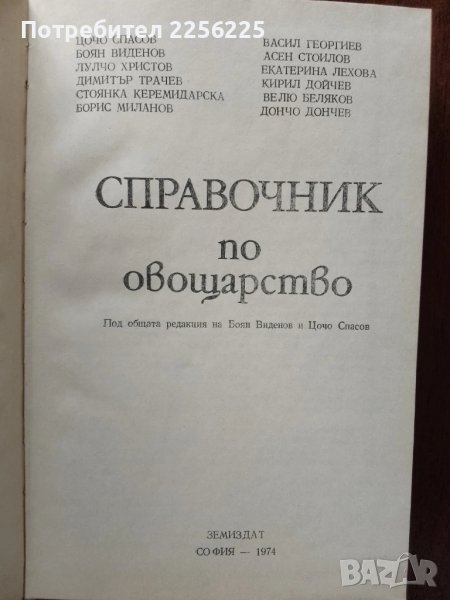 Потребител 2256256
ЦОЧО СПАСОВ
БОЯН ВИДЕНОВ
ЛУЛЧО ХРИСТОВ
ДИМИТЪР ТРАЧЕВ
СТОЯНКА КЕРЕМИДАРСКА
БОРИС МИЛАНОВ
ВАСИЛ ГЕОРГИЕВ
АСЕН СТОИЛОВ
ЕКАТЕРИНА ЛЕХОВА
КИРИЛ ДОЙЧЕВ
ВЕЛЮ БЕЛЯКОВ
ДОНЧО ДОНЧЕВ
СПРАВОЧНИК
по
овощарство
Под общата редакция на Боян Виденов и Цочо Спасов
ЗЕМИЗДАТ
СОФИЯ — 1974
BAZAR